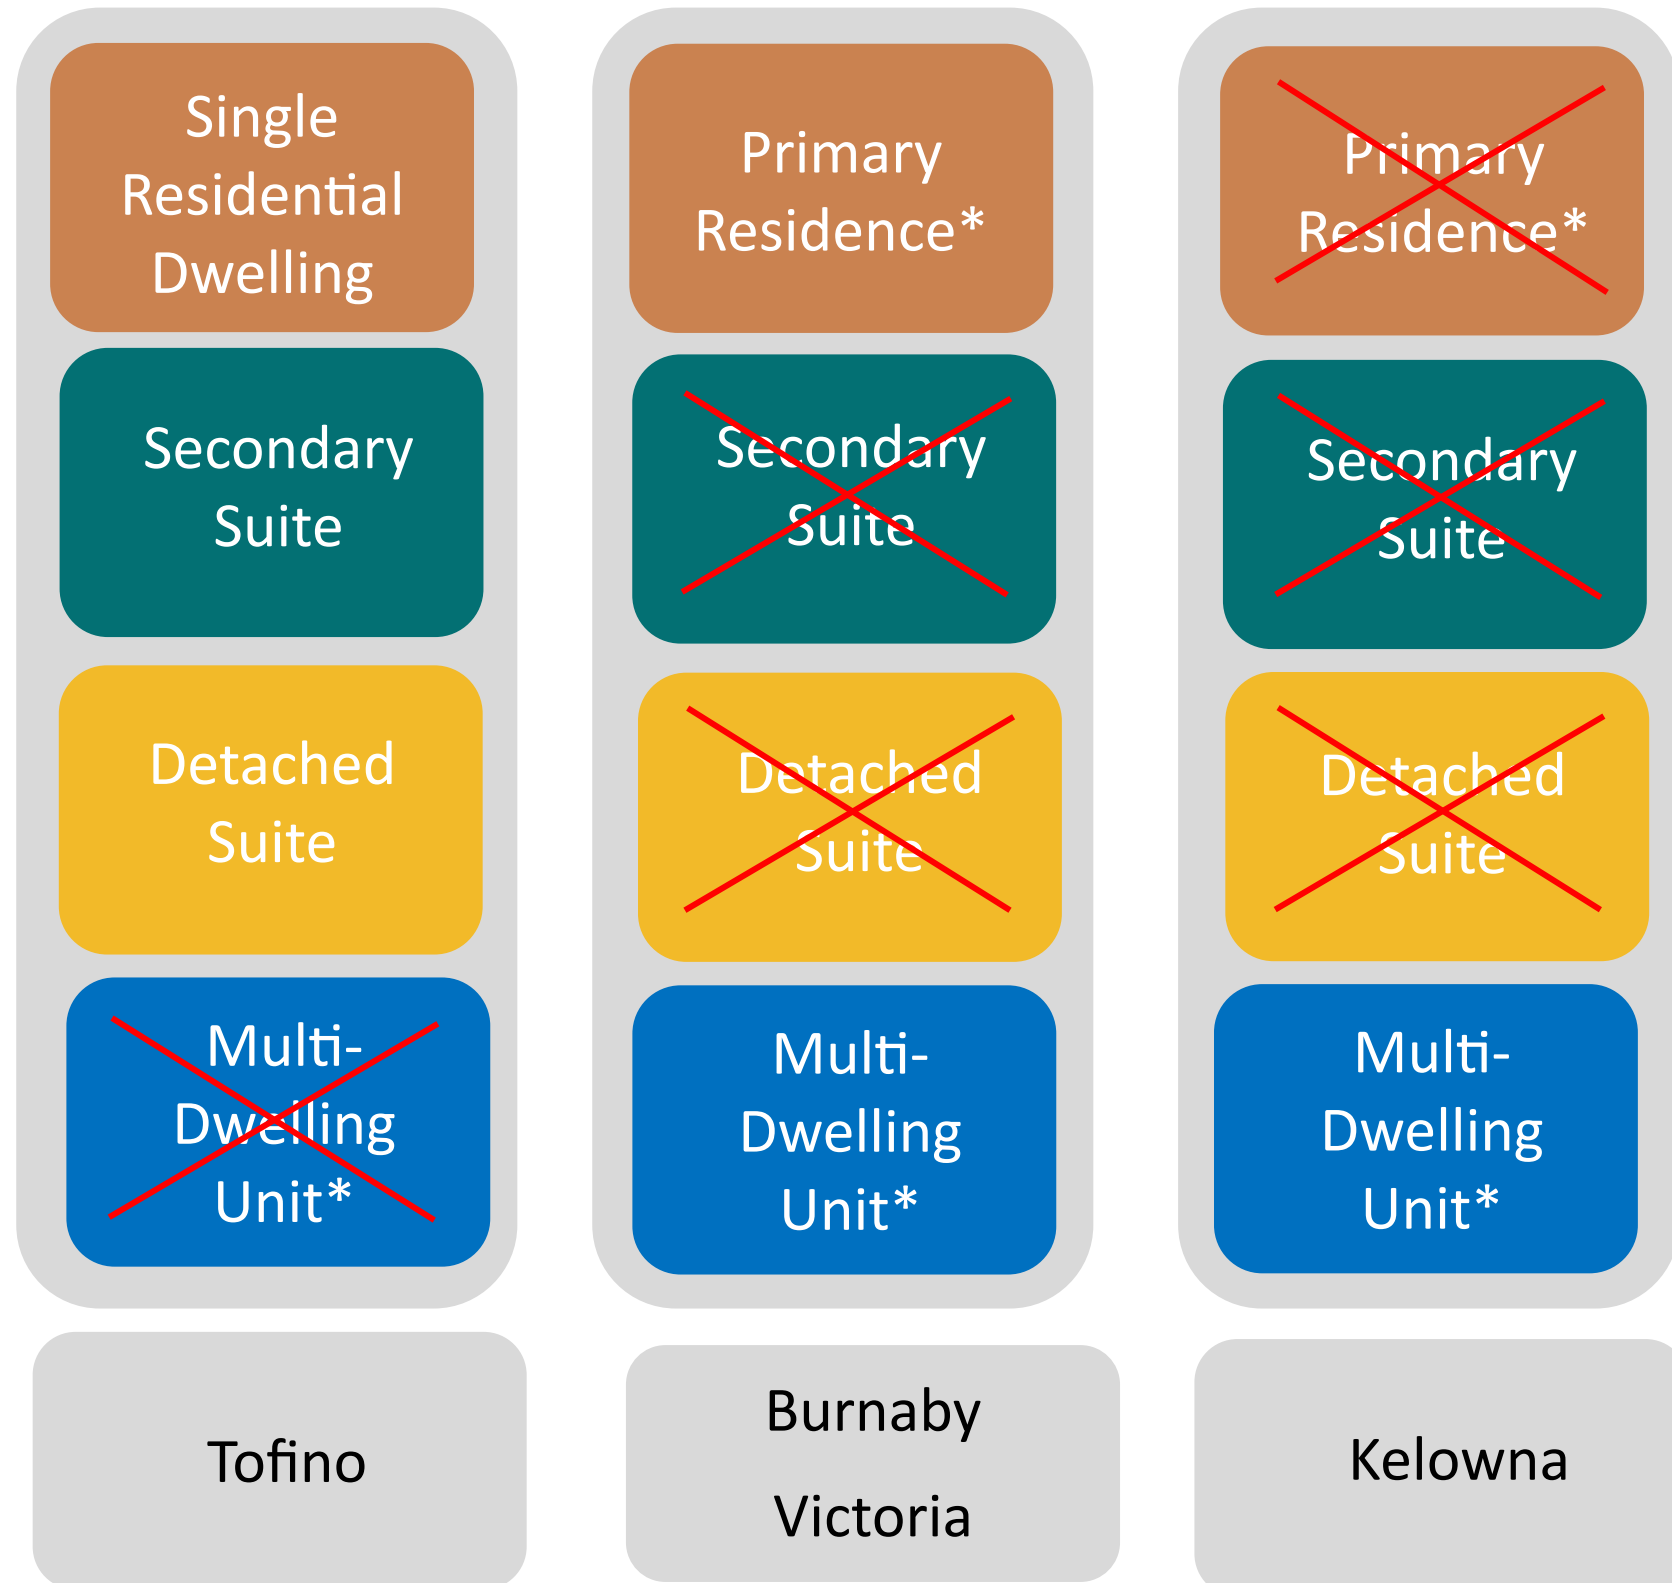 Single
Residential
Dwelling
Secondary
Suite
Detached
Suite
Multi-
Dwelling
Unit*
Tofino
Primary
Residence*
Secondary
Suite
Detached
Suite
Multi-
Dwelling
Unit*
Burnaby
Victoria
Primary
Residence*
Secondary
Suite
Detached
Suite
Multi-
Dwelling
Unit*
Kelowna